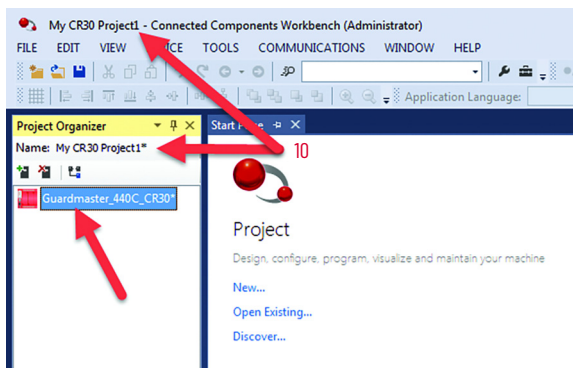 My CR30 Project1 - Connected Components Workbench (Administrator)
FILE EDIT VIEW TOOLS COMMUNICATIONS WINDOW HELP
Application Language:
Project Organizer
Start
Name: My CR30 Project1*
10
Guardmaster_440C_CR30*
Project
Design, configure, program, visualize and maintain your machine
New...
Open Existing...
Discover...